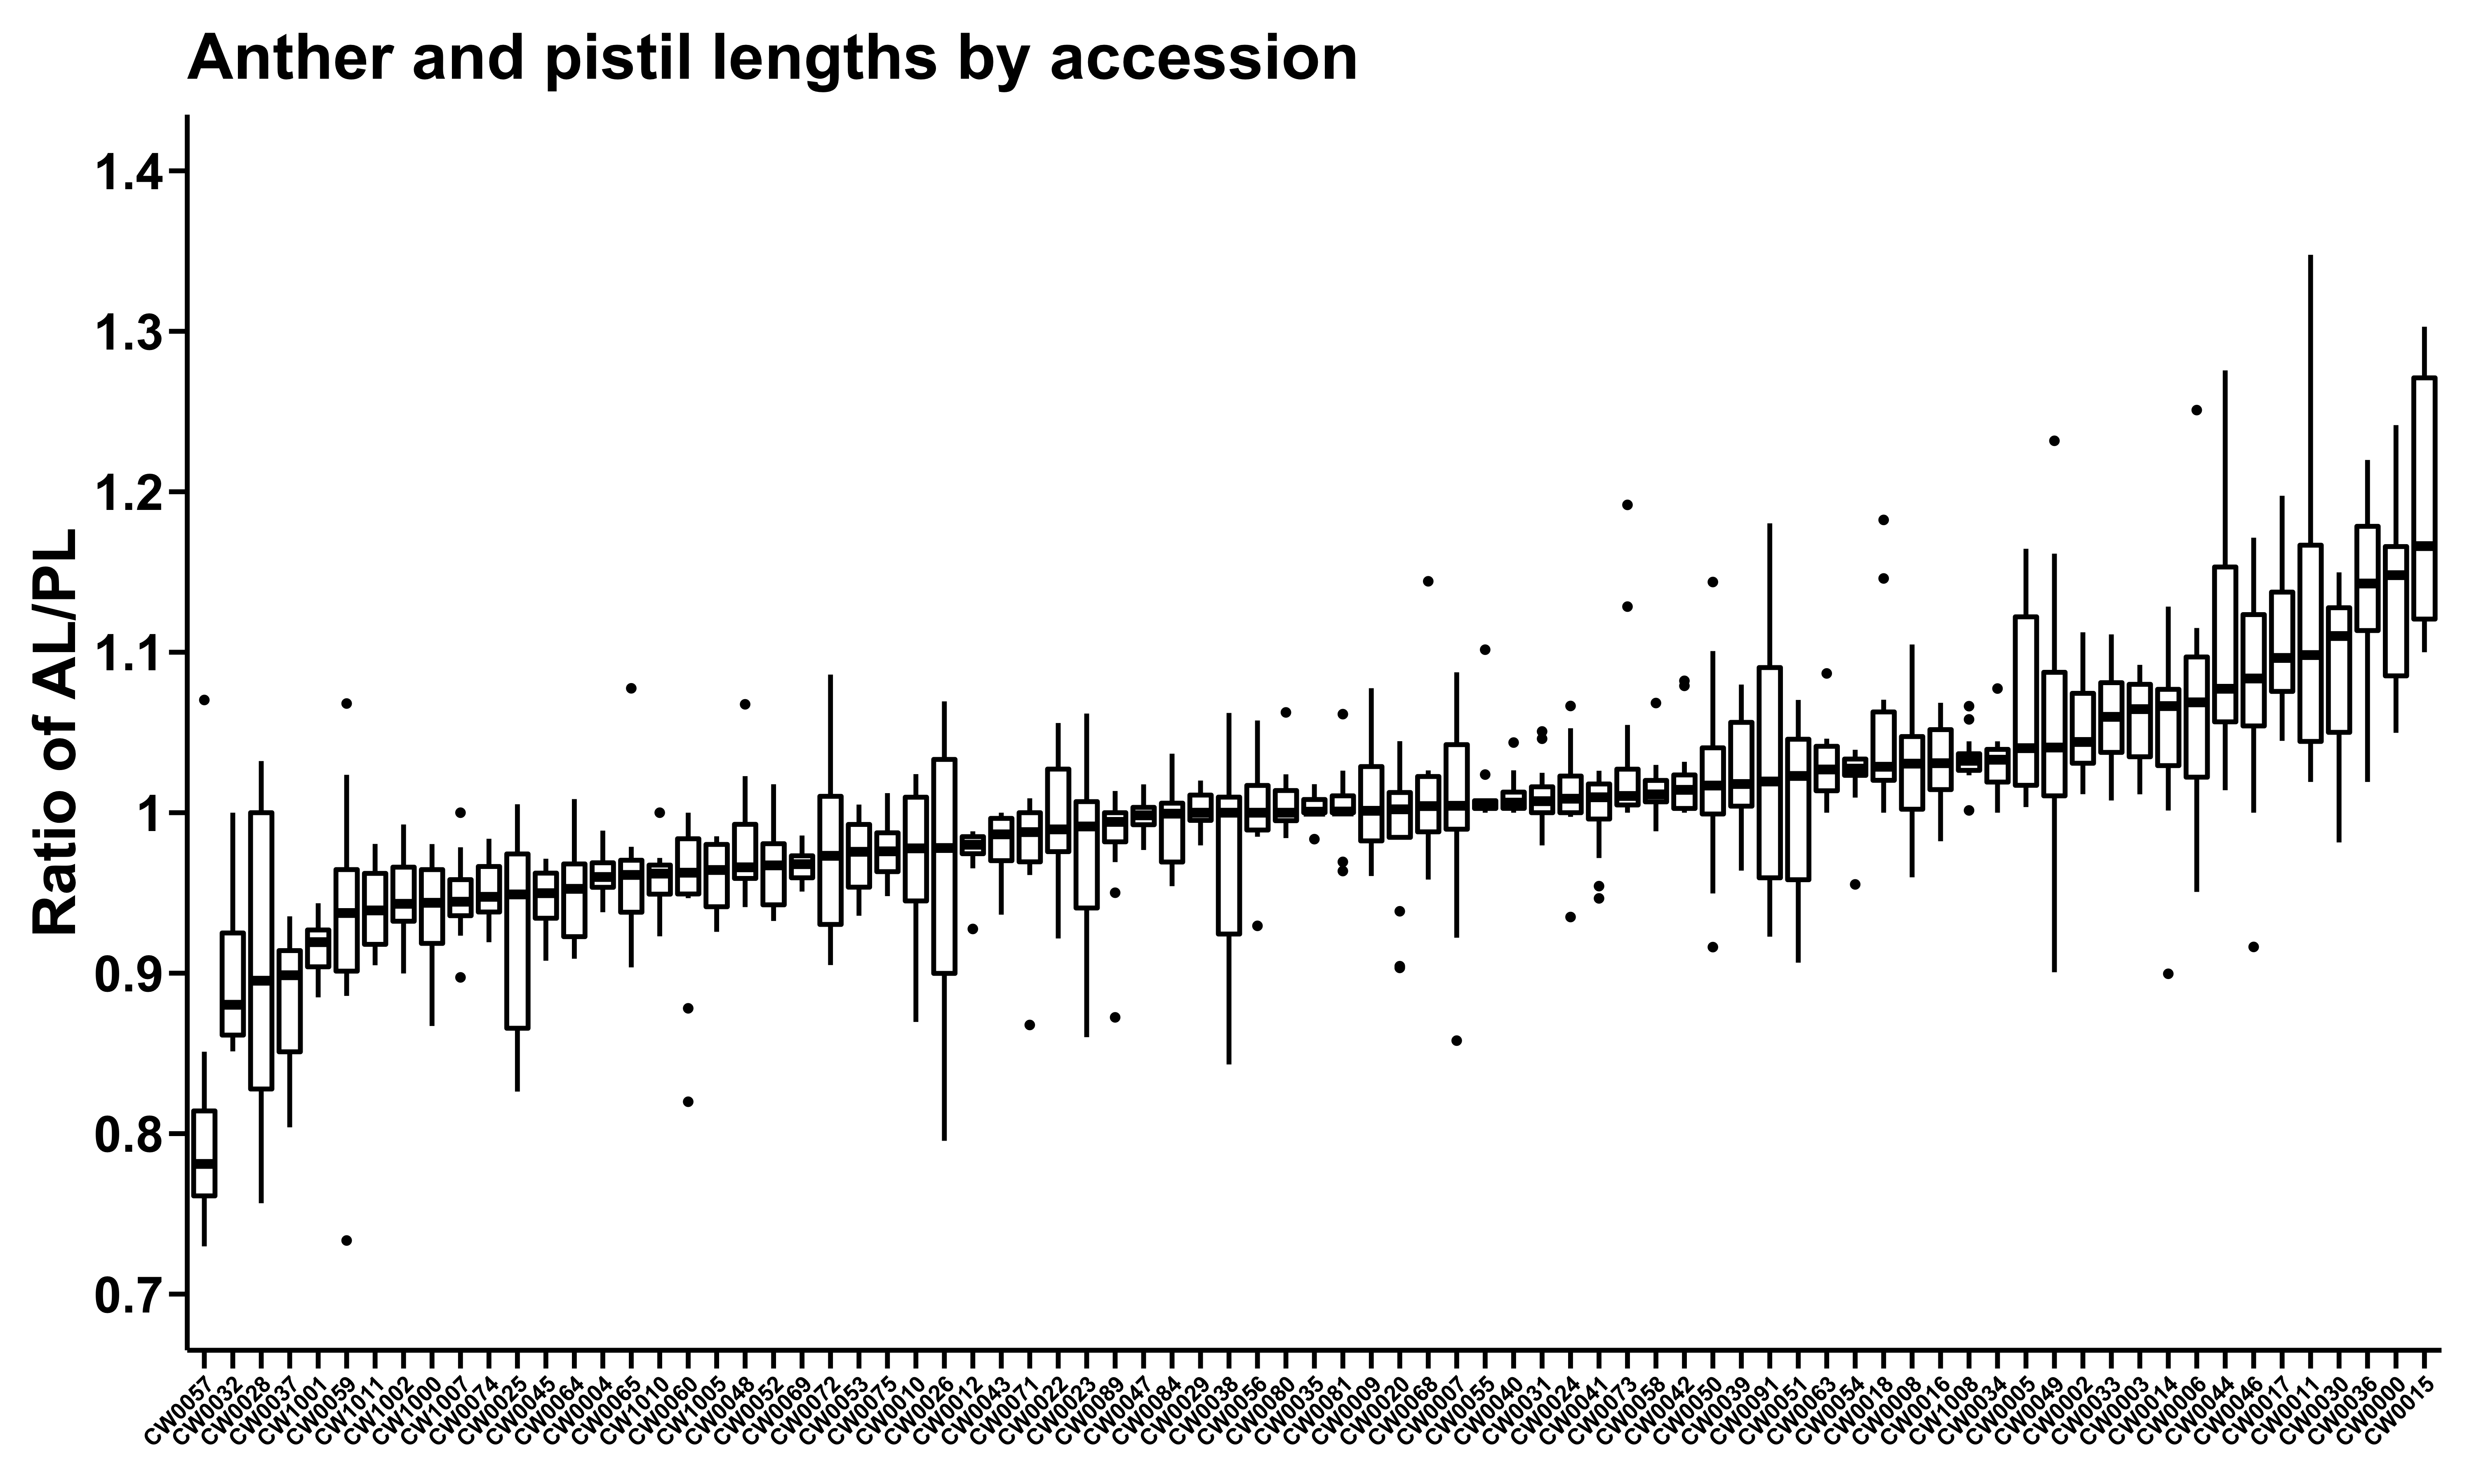 Anther and pistil lengths by accession
Ratio of AL/PL
1.4
1.3
1.2
1.1
1
0.9
0.8
0.7
CW0057
CW0032
CW0028
CW0037
CW1001
CW0059
CW1011
CW1002
CW1000
CW1007
CW0074
CW0025
CW0045
CW0064
CW0004
CW0065
CW1010
CW0060
CW1005
CW0048
CW0052
CW0069
CW0072
CW0053
CW0075
CW0010
CW0026
CW0012
CW0043
CW0071
CW0022
CW0023
CW0089
CW0047
CW0084
CW0029
CW0038
CW0056
CW0080
CW0035
CW0081
CW0009
CW0020
CW0068
CW0007
CW0055
CW0040
CW0031
CW0024
CW0041
CW0073
CW0058
CW0042
CW0050
CW0039
CW0091
CW0051
CW0063
CW0054
CW0018
CW0008
CW0016
CW1008
CW0034
CW0005
CW0049
CW0002
CW0033
CW0003
CW0014
CW0006
CW0044
CW0046
CW0017
CW0011
CW0030
CW0036
CW0000
CW0015